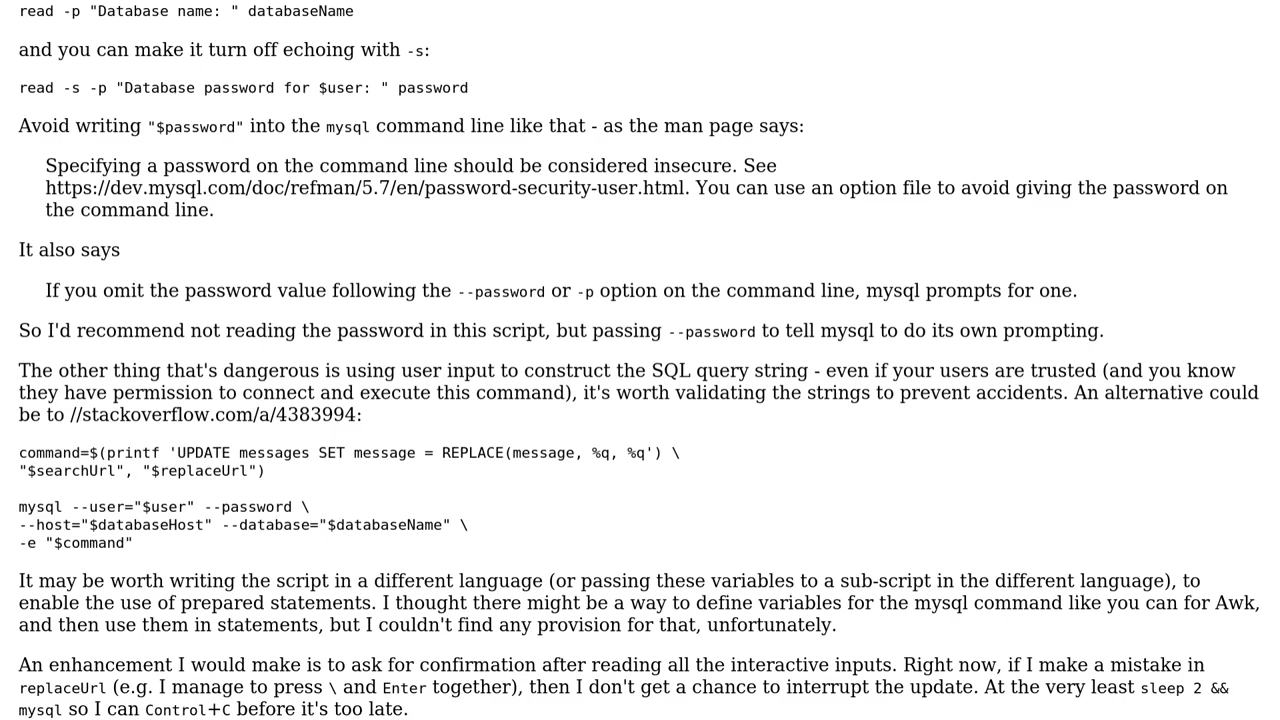 read -p "Database name: " databaseName
and you can make it turn off echoing with -s:
read -s -p "Database password for $user: " password
Avoid writing "$password" into the mysql command line like that - as the man page says:
Specifying a password on the command line should be considered insecure. See
https://dev.mysql.com/doc/refman/5.7/en/password-security-user.html. You can use an option file to avoid giving the password on
the command line.
It also says
If you omit the password value following the --password or -p option on the command line, mysql prompts for one.
So I'd recommend not reading the password in this script, but passing --password to tell mysql to do its own prompting.
The other thing that's dangerous is using user input to construct the SQL query string - even if your users are trusted (and you know
they have permission to connect and execute this command), it's worth validating the strings to prevent accidents. An alternative could
be to //stackoverflow.com/a/4383994:
command=$(printf 'UPDATE messages SET message = REPLACE(message, %q, %q') \
"$searchUrl", "$replaceUrl")
mysql --user="$user" --password \
--host="$databaseHost" --database="$databaseName" \
-e "$command"
It may be worth writing the script in a different language (or passing these variables to a sub-script in the different language), to
enable the use of prepared statements. I thought there might be a way to define variables for the mysql command like you can for Awk,
and then use them in statements, but I couldn't find any provision for that, unfortunately.
An enhancement I would make is to ask for confirmation after reading all the interactive inputs. Right now, if I make a mistake in
replaceUrl (e.g. I manage to press \ and Enter together), then I don't get a chance to interrupt the update. At the very least sleep 2 &&
mysql so I can Control+C before it's too late.